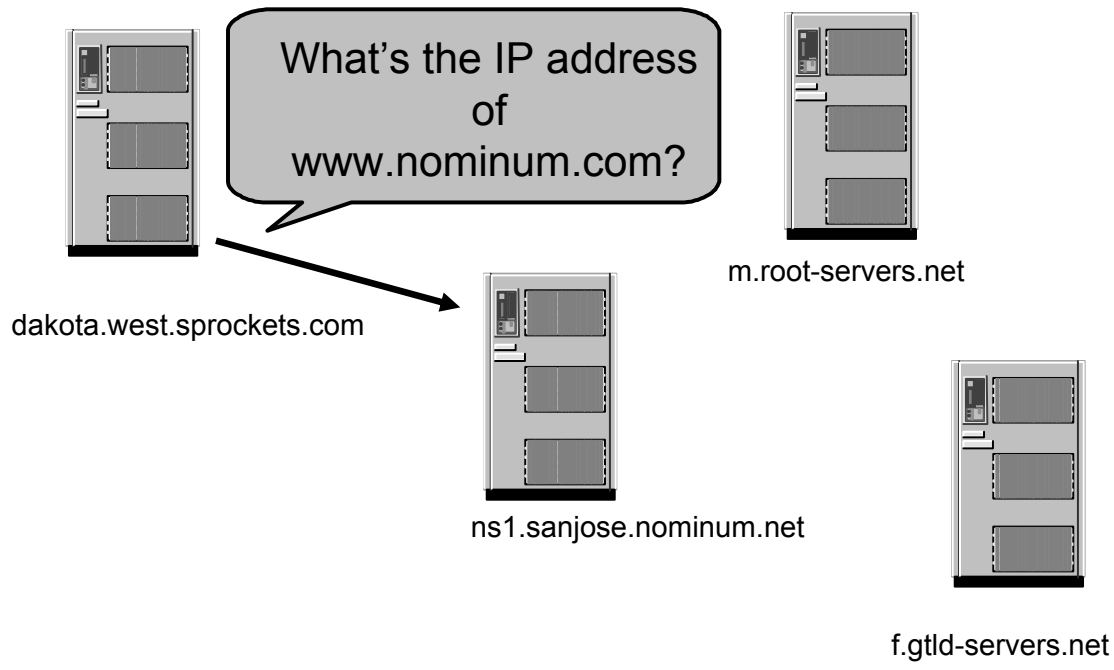 What's the IP address
of
www.nominum.com?
m.root-servers.net
dakota.west.sprockets.com
ns1.sanjose.nominum.net
f.gtld-servers.net